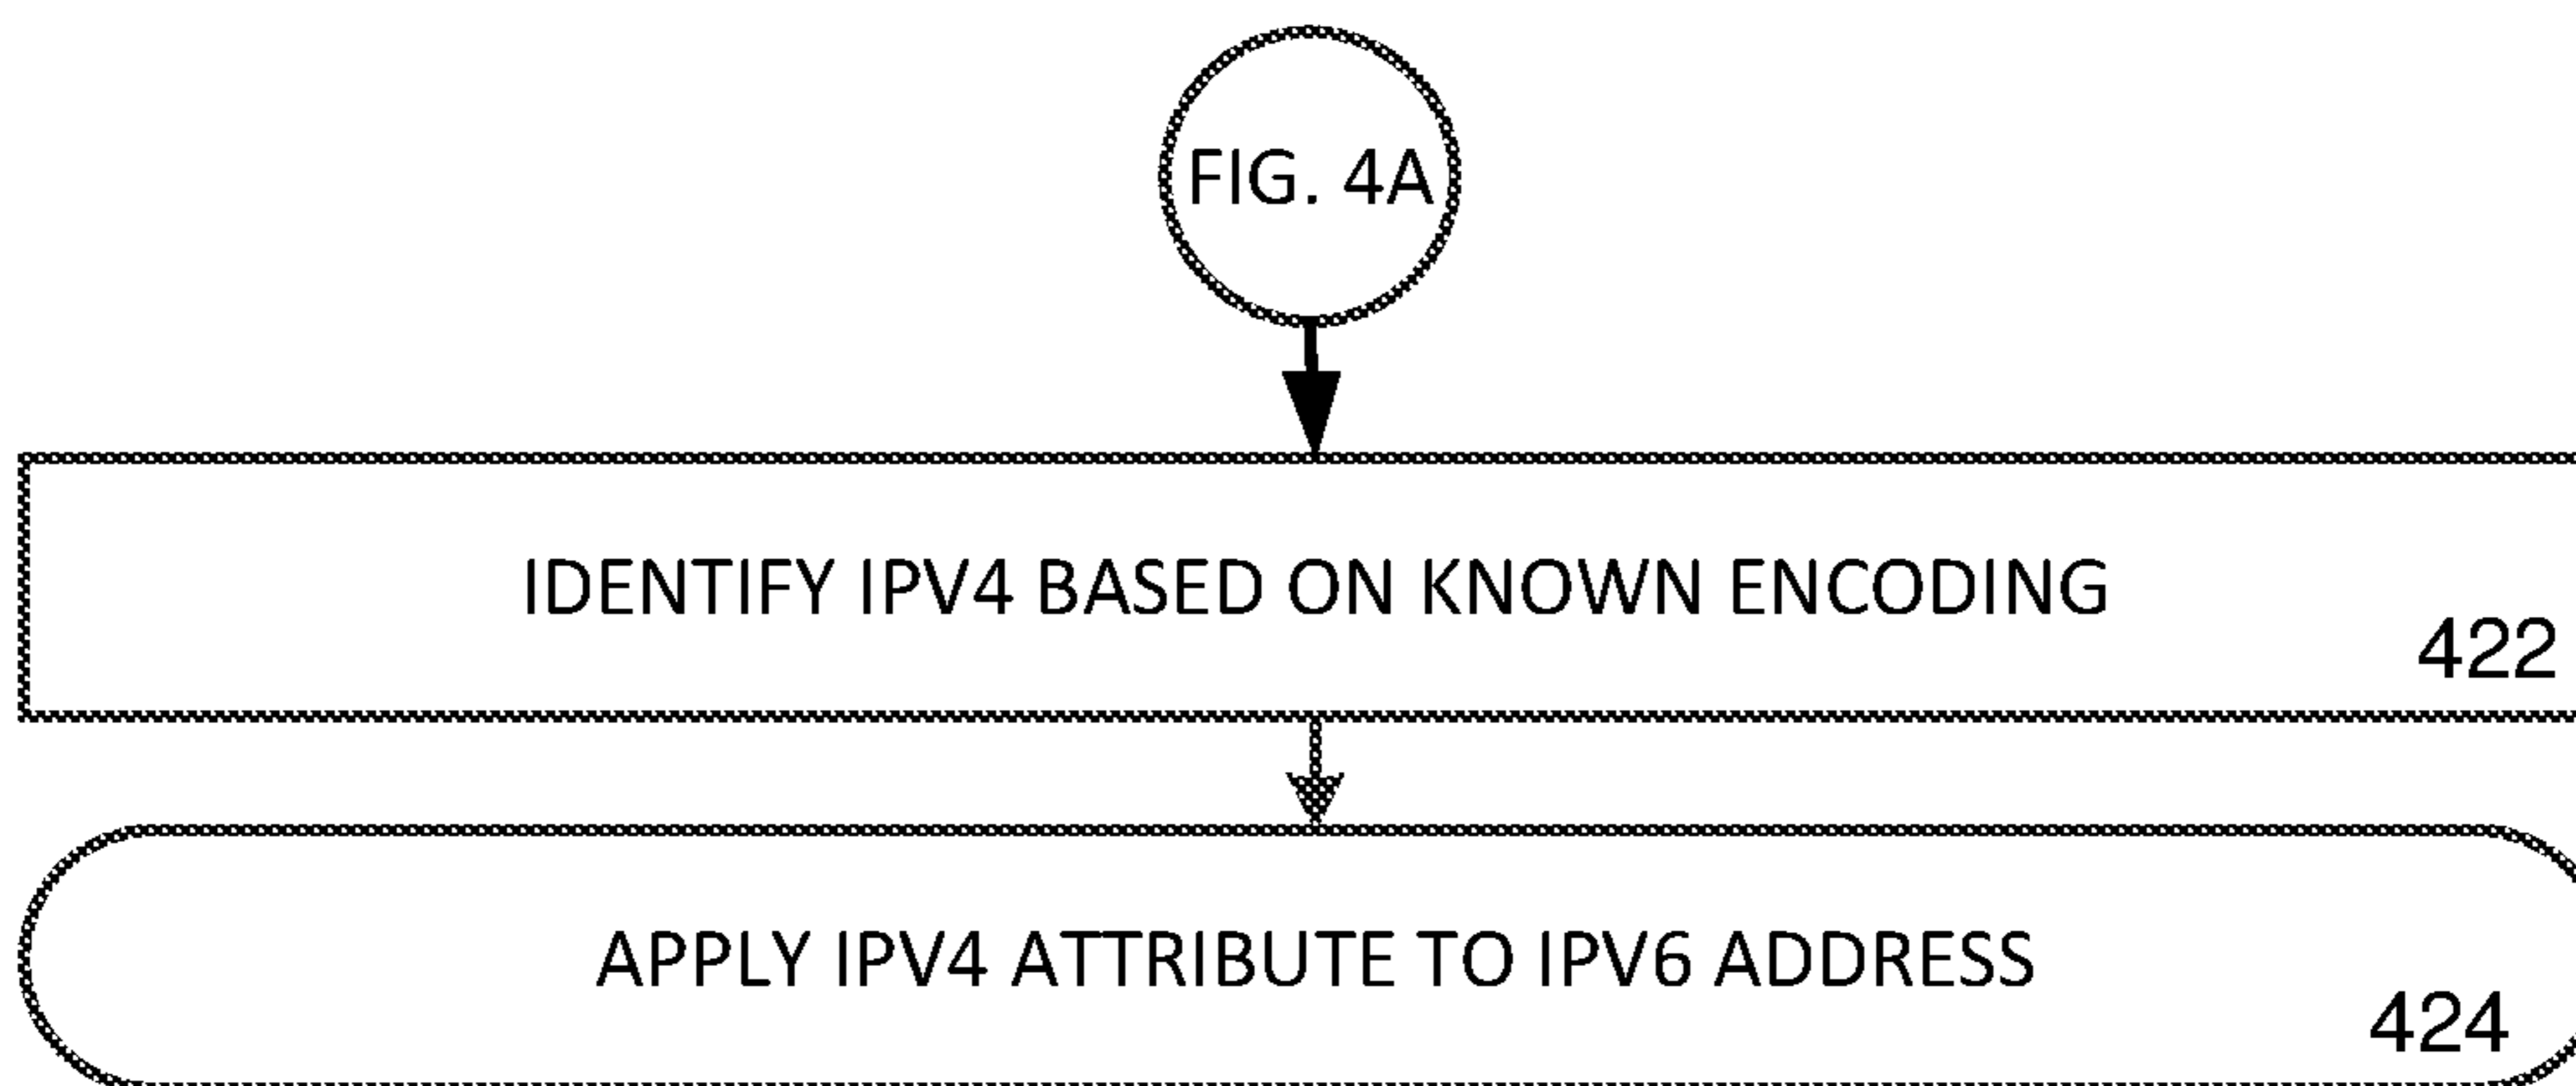 FIG. 4A
IDENTIFY IPV4 BASED ON KNOWN ENCODING
422
APPLY IPV4 ATTRIBUTE TO IPV6 ADDRESS
424